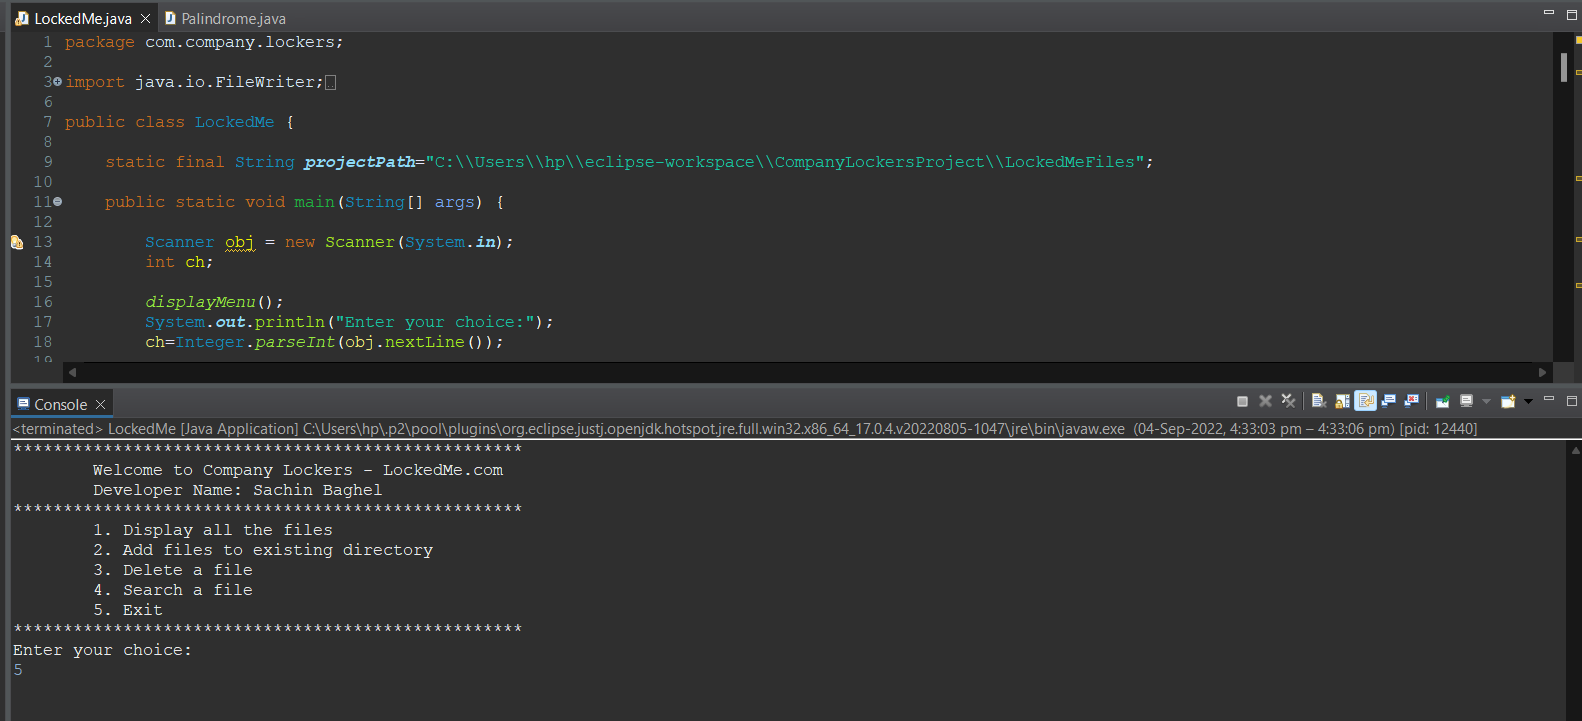 LockedMe.java Palindrome.java
1 package com.company.lockers;
2
3 import java.io.FileWriter;
6
7 public class LockedMe {
8
9 static final String projectPath="C:\\Users\\hp\\eclipse-workspace\\CompanyLockersProject\\LockedMeFiles";
10
11 public static void main(String[] args) {
12
13 Scanner obj = new Scanner(System.in);
14 int ch;
15
16 displayMenu();
17 System.out.println("Enter your choice:");
18 ch=Integer.parseInt(obj.nextLine());
19
Console
<terminated> LockedMe [Java Application] C:\Users\hp\.p2\pool\plugins\org.eclipse.justj.openjdk.hotspot.jre.full.win32.x86_64_17.0.4.v20220805-1047\jre\bin\javaw.exe (04-Sep-2022, 4:33:03 pm – 4:33:06 pm) [pid: 12440]
***************************************************
Welcome to Company Lockers - LockedMe.com
Developer Name: Sachin Baghel
***************************************************
1. Display all the files
2. Add files to existing directory
3. Delete a file
4. Search a file
5. Exit
***************************************************
Enter your choice:
5